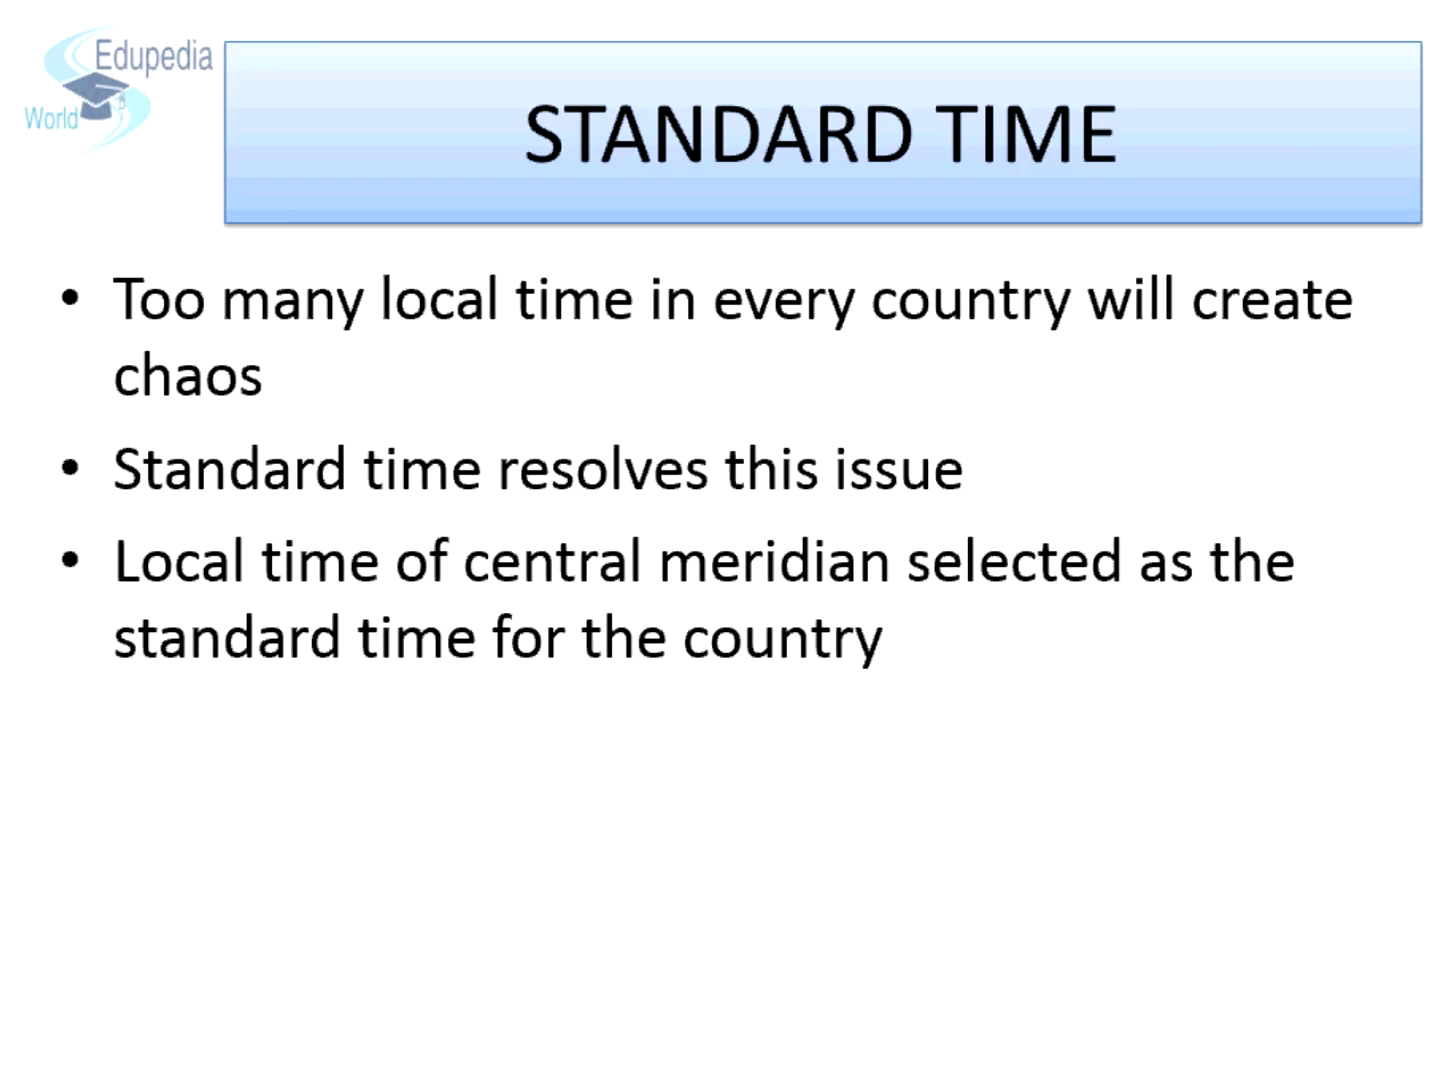 Edupedia
World
STANDARD TIME
• Too many local time in every country will create
chaos
• Standard time resolves this issue
• Local time of central meridian selected as the
standard time for the country